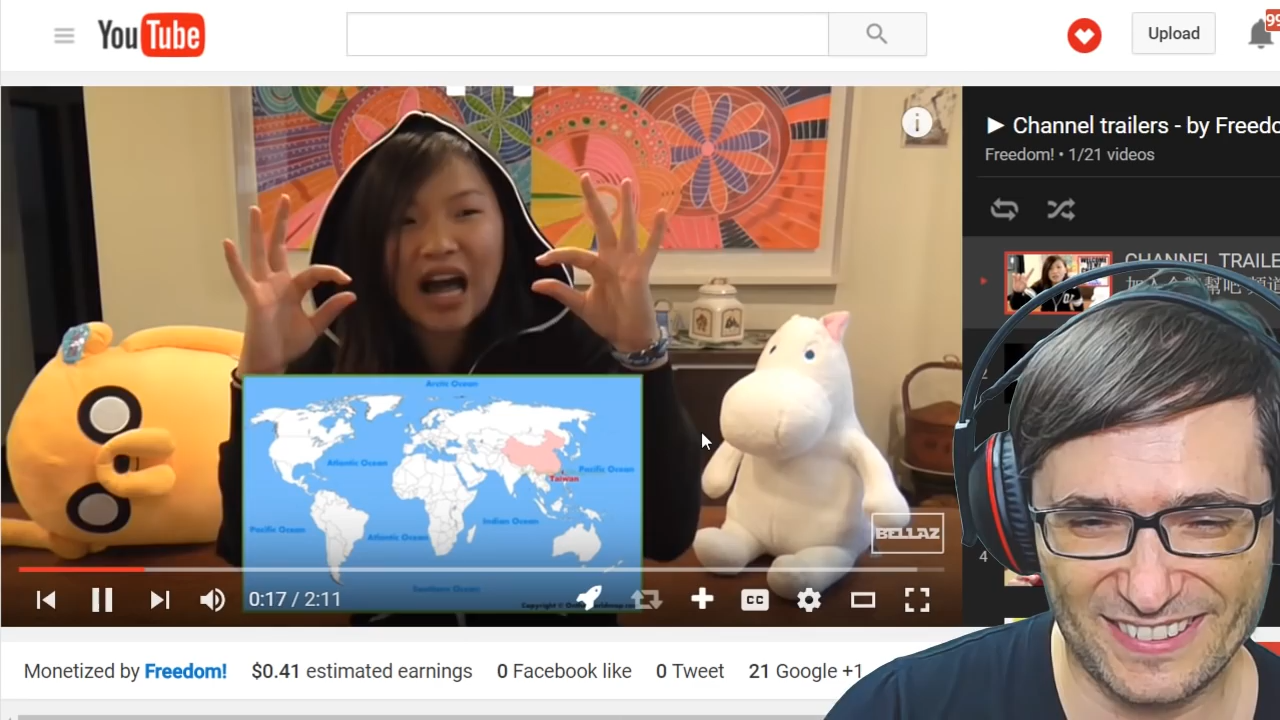 YouTube
Upload
99
i
► Channel trailers - by Freedo
Freedom! • 1/21 videos
CHANNEL TRAILE
Arctic Ocean
Atlantic Ocean
Pacific Ocean
Taiwan
Indian Ocean
Pacific Ocean
Atlantic Ocean
Southern Ocean
BELLAZ
2
4
0:17 / 2:11
CC
Monetized by Freedom! $0.41 estimated earnings 0 Facebook like 0 Tweet 21 Google +1